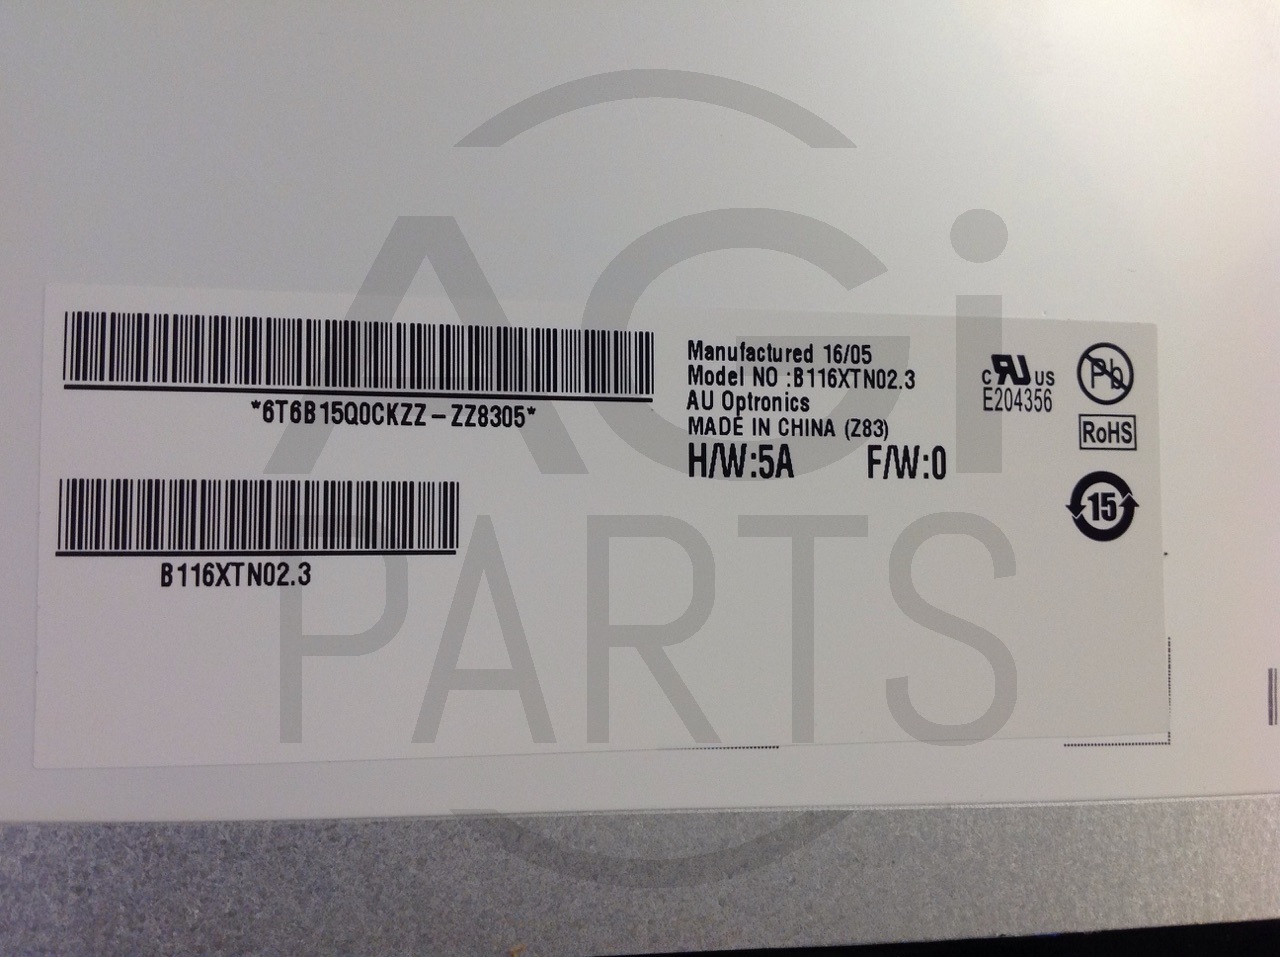 *6T6B15Q0CKZZ-ZZ8305*
B116XTN02.3
Manufactured 16/05
Model NO :B116XTN02.3
AU Optronics
MADE IN CHINA (Z83)
H/W:5A F/W:0
c RU US
E204356
Pb
RoHS
15
AGi
PARTS